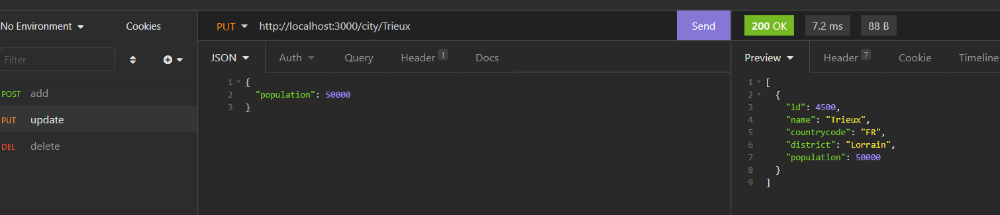 No Environment Cookies
PUT http://localhost:3000/city/Trieux Send
200 OK 7.2 ms 88 B
Filter
JSON Auth Query Header 1 Docs
Preview Header 7 Cookie Timeline
POST add
PUT update
DEL delete
1 {
2 "population": 50000
3 }
1 [
2 {
3 "id": 4500,
4 "name": "Trieux",
5 "countrycode": "FR",
6 "district": "Lorrain",
7 "population": 50000
8 }
9 ]